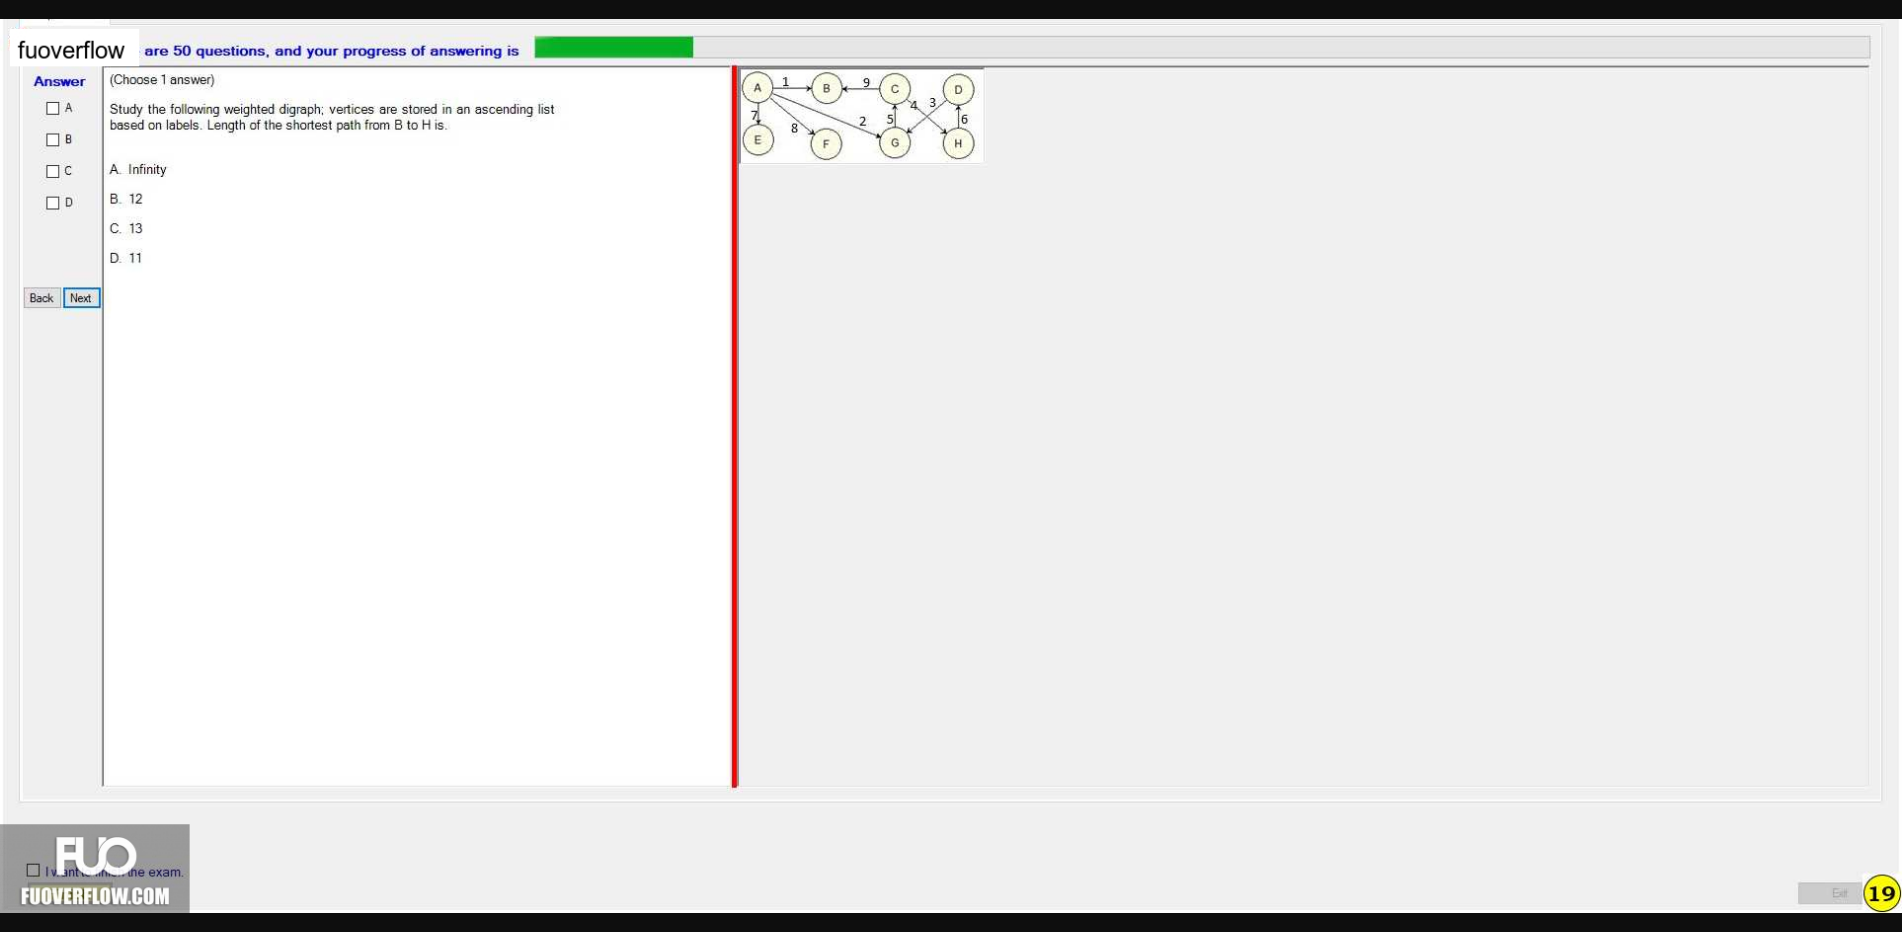 fuoverflow are 50 questions, and your progress of answering is
Answer
A
B
C
D
Back Next
(Choose 1 answer)
Study the following weighted digraph; vertices are stored in an ascending list
based on labels. Length of the shortest path from B to H is.
A. Infinity
B. 12
C. 13
D. 11
A 1 B 9 C D
7 8 2 5 4 3 6
E F G H
FUO
the exam.
FUOVERFLOW.COM
Exit 19